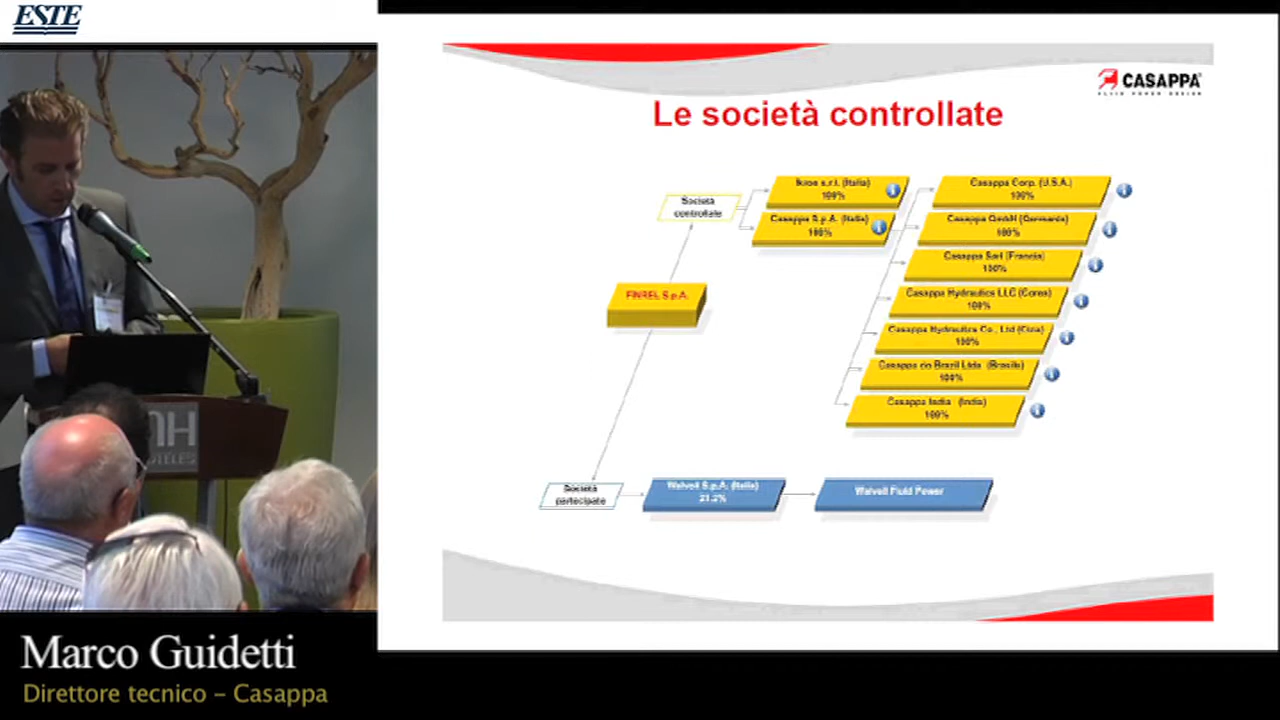 ESTE
CASAPPA
FLUID POWER DESIGN
Le società controllate
Società
controllate
Ikron s.r.l. (Italia)
100%
Casappa S.p.A. (Italia)
100%
Casappa Corp. (U.S.A.)
100%
Casappa GmbH (Germania)
100%
Casappa Sarl (Francia)
100%
Casappa Hydraulics LLC (Corea)
100%
Casappa Hydraulics Co., Ltd (Cina)
100%
Casappa do Brazil Ltda (Brasile)
100%
Casappa India (India)
100%
FINREL S.p.A.
Società
partecipate
Walvoil S.p.A. (Italia)
21.2%
Walvoil Fluid Power
NH
HOTELES
Marco Guidetti
Direttore tecnico – Casappa